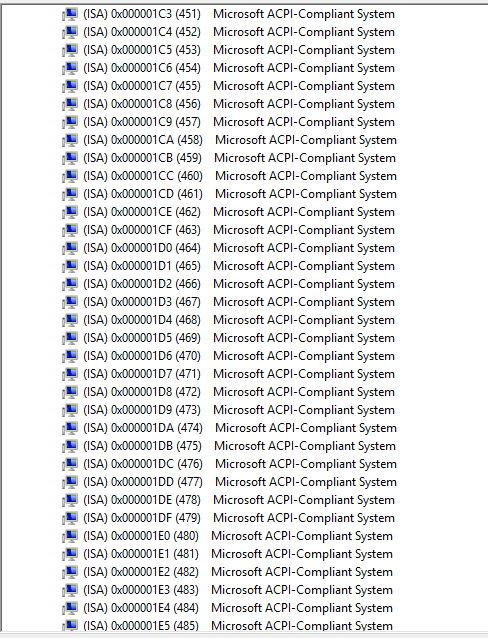 (ISA) 0x000001C3 (451) Microsoft ACPI-Compliant System
(ISA) 0x000001C4 (452) Microsoft ACPI-Compliant System
(ISA) 0x000001C5 (453) Microsoft ACPI-Compliant System
(ISA) 0x000001C6 (454) Microsoft ACPI-Compliant System
(ISA) 0x000001C7 (455) Microsoft ACPI-Compliant System
(ISA) 0x000001C8 (456) Microsoft ACPI-Compliant System
(ISA) 0x000001C9 (457) Microsoft ACPI-Compliant System
(ISA) 0x000001CA (458) Microsoft ACPI-Compliant System
(ISA) 0x000001CB (459) Microsoft ACPI-Compliant System
(ISA) 0x000001CC (460) Microsoft ACPI-Compliant System
(ISA) 0x000001CD (461) Microsoft ACPI-Compliant System
(ISA) 0x000001CE (462) Microsoft ACPI-Compliant System
(ISA) 0x000001CF (463) Microsoft ACPI-Compliant System
(ISA) 0x000001D0 (464) Microsoft ACPI-Compliant System
(ISA) 0x000001D1 (465) Microsoft ACPI-Compliant System
(ISA) 0x000001D2 (466) Microsoft ACPI-Compliant System
(ISA) 0x000001D3 (467) Microsoft ACPI-Compliant System
(ISA) 0x000001D4 (468) Microsoft ACPI-Compliant System
(ISA) 0x000001D5 (469) Microsoft ACPI-Compliant System
(ISA) 0x000001D6 (470) Microsoft ACPI-Compliant System
(ISA) 0x000001D7 (471) Microsoft ACPI-Compliant System
(ISA) 0x000001D8 (472) Microsoft ACPI-Compliant System
(ISA) 0x000001D9 (473) Microsoft ACPI-Compliant System
(ISA) 0x000001DA (474) Microsoft ACPI-Compliant System
(ISA) 0x000001DB (475) Microsoft ACPI-Compliant System
(ISA) 0x000001DC (476) Microsoft ACPI-Compliant System
(ISA) 0x000001DD (477) Microsoft ACPI-Compliant System
(ISA) 0x000001DE (478) Microsoft ACPI-Compliant System
(ISA) 0x000001DF (479) Microsoft ACPI-Compliant System
(ISA) 0x000001E0 (480) Microsoft ACPI-Compliant System
(ISA) 0x000001E1 (481) Microsoft ACPI-Compliant System
(ISA) 0x000001E2 (482) Microsoft ACPI-Compliant System
(ISA) 0x000001E3 (483) Microsoft ACPI-Compliant System
(ISA) 0x000001E4 (484) Microsoft ACPI-Compliant System
(ISA) 0x000001E5 (485) Microsoft ACPI-Compliant System